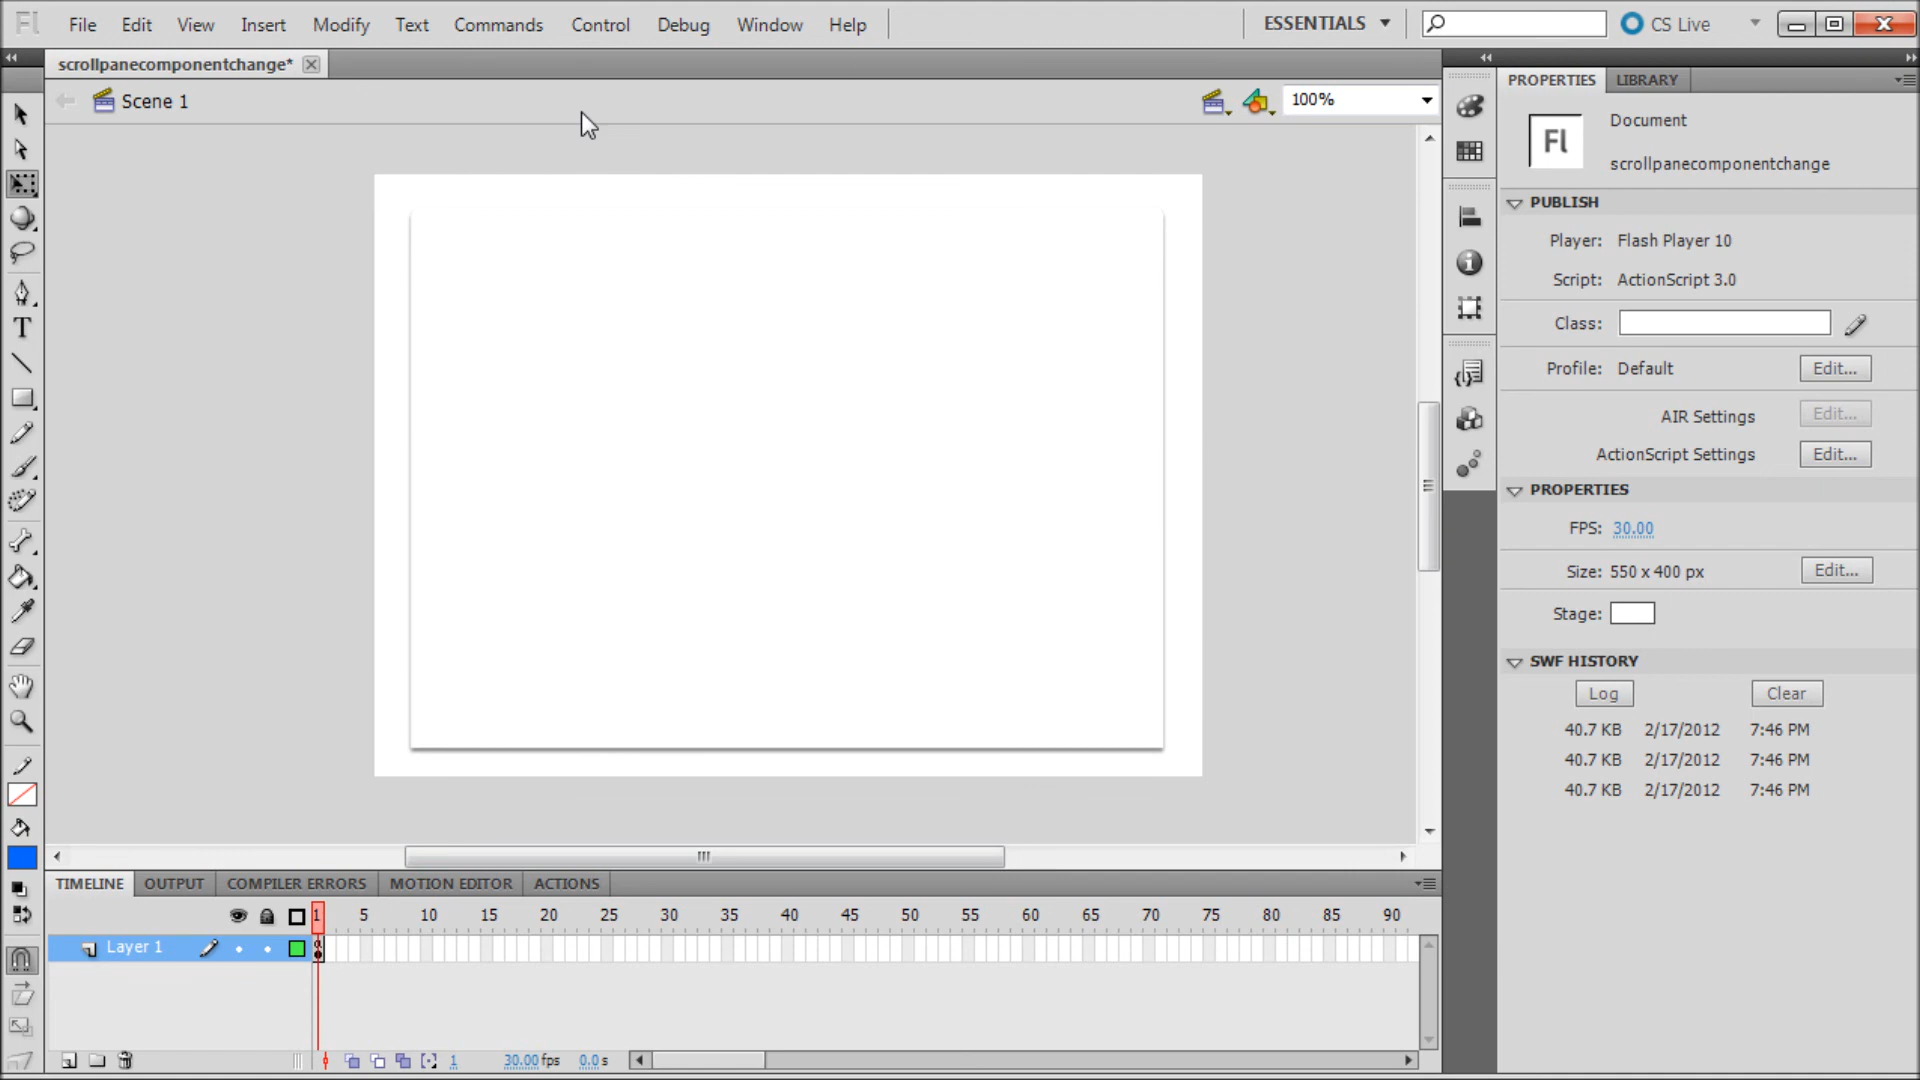 Fl File Edit View Insert Modify Text Commands Control Debug Window Help ESSENTIALS CS Live
scrollpanecomponentchange*
Scene 1 100%
PROPERTIES LIBRARY
Fl Document
scrollpanecomponentchange
PUBLISH
Player: Flash Player 10
Script: ActionScript 3.0
Class:
Profile: Default Edit...
AIR Settings Edit...
ActionScript Settings Edit...
PROPERTIES
FPS: 30.00
Size: 550 x 400 px Edit...
Stage:
SWF HISTORY
Log Clear
40.7 KB 2/17/2012 7:46 PM
40.7 KB 2/17/2012 7:46 PM
40.7 KB 2/17/2012 7:46 PM
TIMELINE OUTPUT COMPILER ERRORS MOTION EDITOR ACTIONS
1 5 10 15 20 25 30 35 40 45 50 55 60 65 70 75 80 85 90
Layer 1
1 30.00 fps 0.0 s